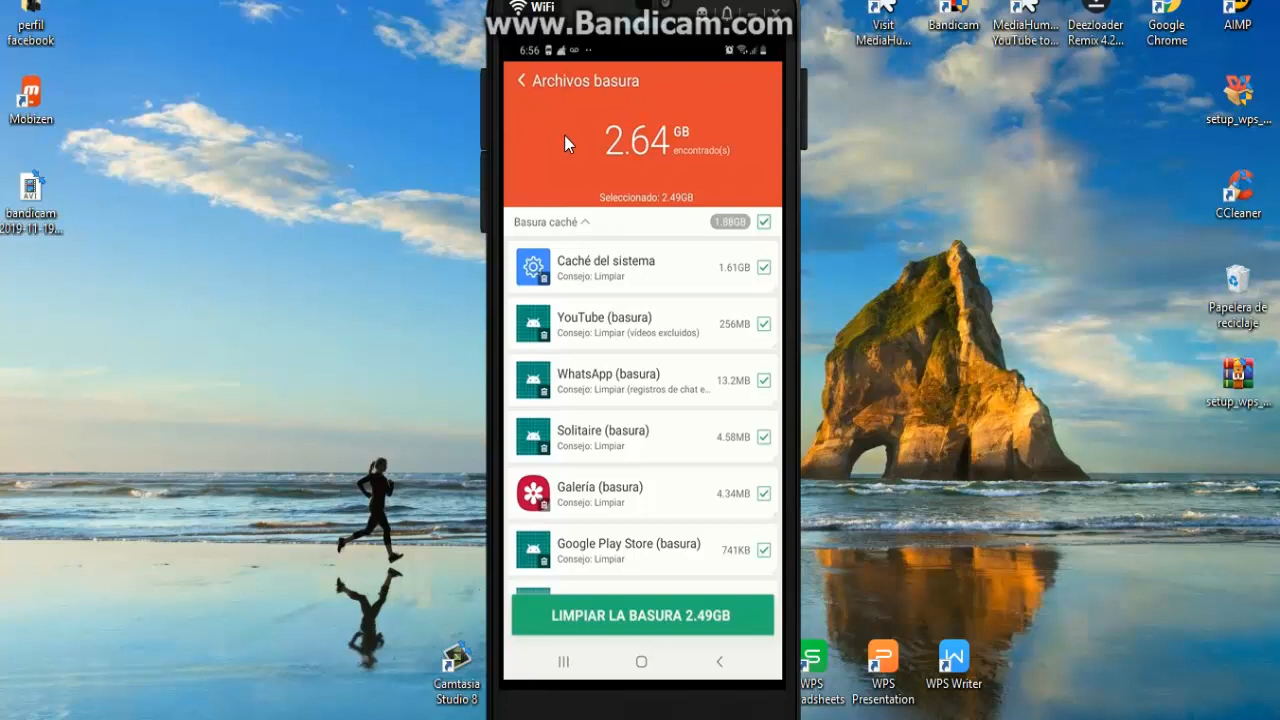 WiFi
www.Bandicam.com
6:56
Archivos basura
2.64 GB
encontrado(s)
Seleccionado: 2.49GB
Basura caché
1.88GB
Caché del sistema
Consejo: Limpiar
1.61GB
YouTube (basura)
Consejo: Limpiar (vídeos excluidos)
256MB
WhatsApp (basura)
Consejo: Limpiar (registros de chat e...
13.2MB
Solitaire (basura)
Consejo: Limpiar
4.58MB
Galería (basura)
Consejo: Limpiar
4.34MB
Google Play Store (basura)
Consejo: Limpiar
741KB
LIMPIAR LA BASURA 2.49GB
perfil
facebook
Mobizen
AVI
bandicam
2019-11-19...
Camtasia
Studio 8
Visit
MediaHu...
Bandicam
MediaHum...
YouTube to...
Deezloader
Remix 4.2...
Google
Chrome
AIMP
setup_wps_...
CCleaner
Papelera de
reciclaje
setup_wps_...
WPS
adsheets
WPS
Presentation
WPS Writer